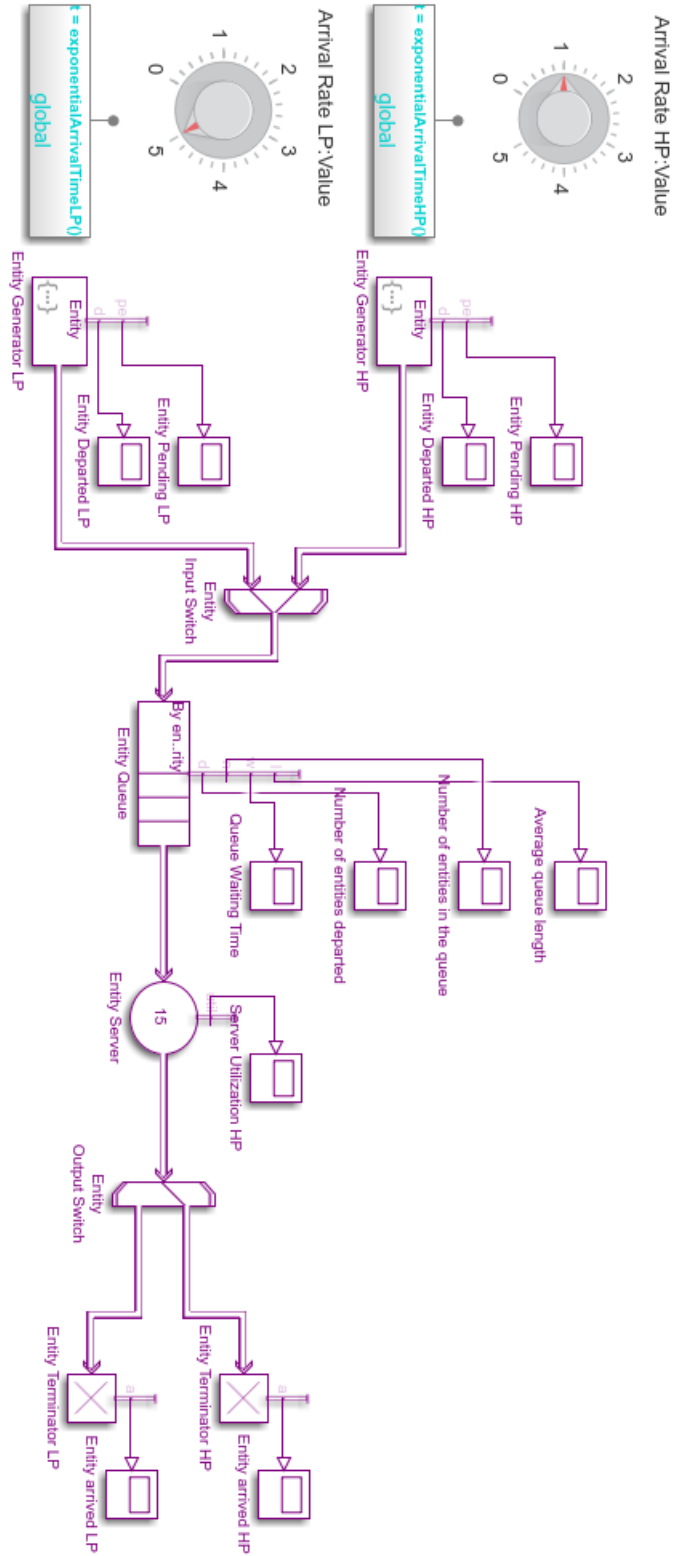 Arrival Rate HP:Value
0
1
2
3
4
5
t = exponentialArrivalTimeHP()
global
Arrival Rate LP:Value
0
1
2
3
4
5
t = exponentialArrivalTimeLP()
global
Entity
{...}
pe
d
Entity Generator HP
Entity Pending HP
Entity Departed HP
Entity
{...}
pe
d
Entity Generator LP
Entity Pending LP
Entity Departed LP
Entity
Input Switch
By en..rity
Entity Queue
d
w
l
Average queue length
Number of entities in the queue
Number of entities departed
Queue Waiting Time
15
Entity Server
Server Utilization HP
Entity
Output Switch
a
Entity Terminator HP
Entity arrived HP
a
Entity Terminator LP
Entity arrived LP